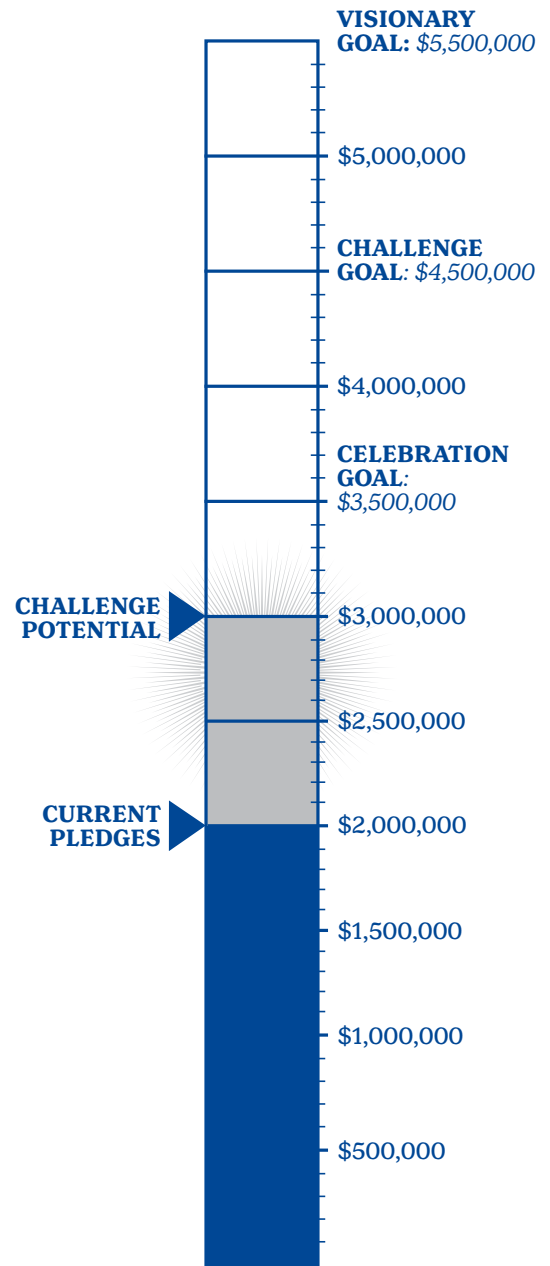 VISIONARY
GOAL: $5,500,000
$5,000,000
CHALLENGE
GOAL: $4,500,000
$4,000,000
CELEBRATION
GOAL:
$3,500,000
CHALLENGE
POTENTIAL
$3,000,000
$2,500,000
CURRENT
PLEDGES
$2,000,000
$1,500,000
$1,000,000
$500,000